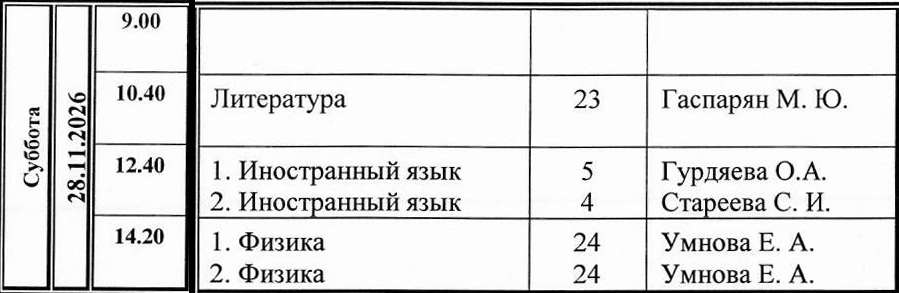 Суббота
28.11.2026
9.00
10.40
Литература 23 Гаспарян М. Ю.
12.40
1. Иностранный язык 5 Гурдяева О.А.
2. Иностранный язык 4 Стареева С. И.
14.20
1. Физика 24 Умнова Е. А.
2. Физика 24 Умнова Е. А.